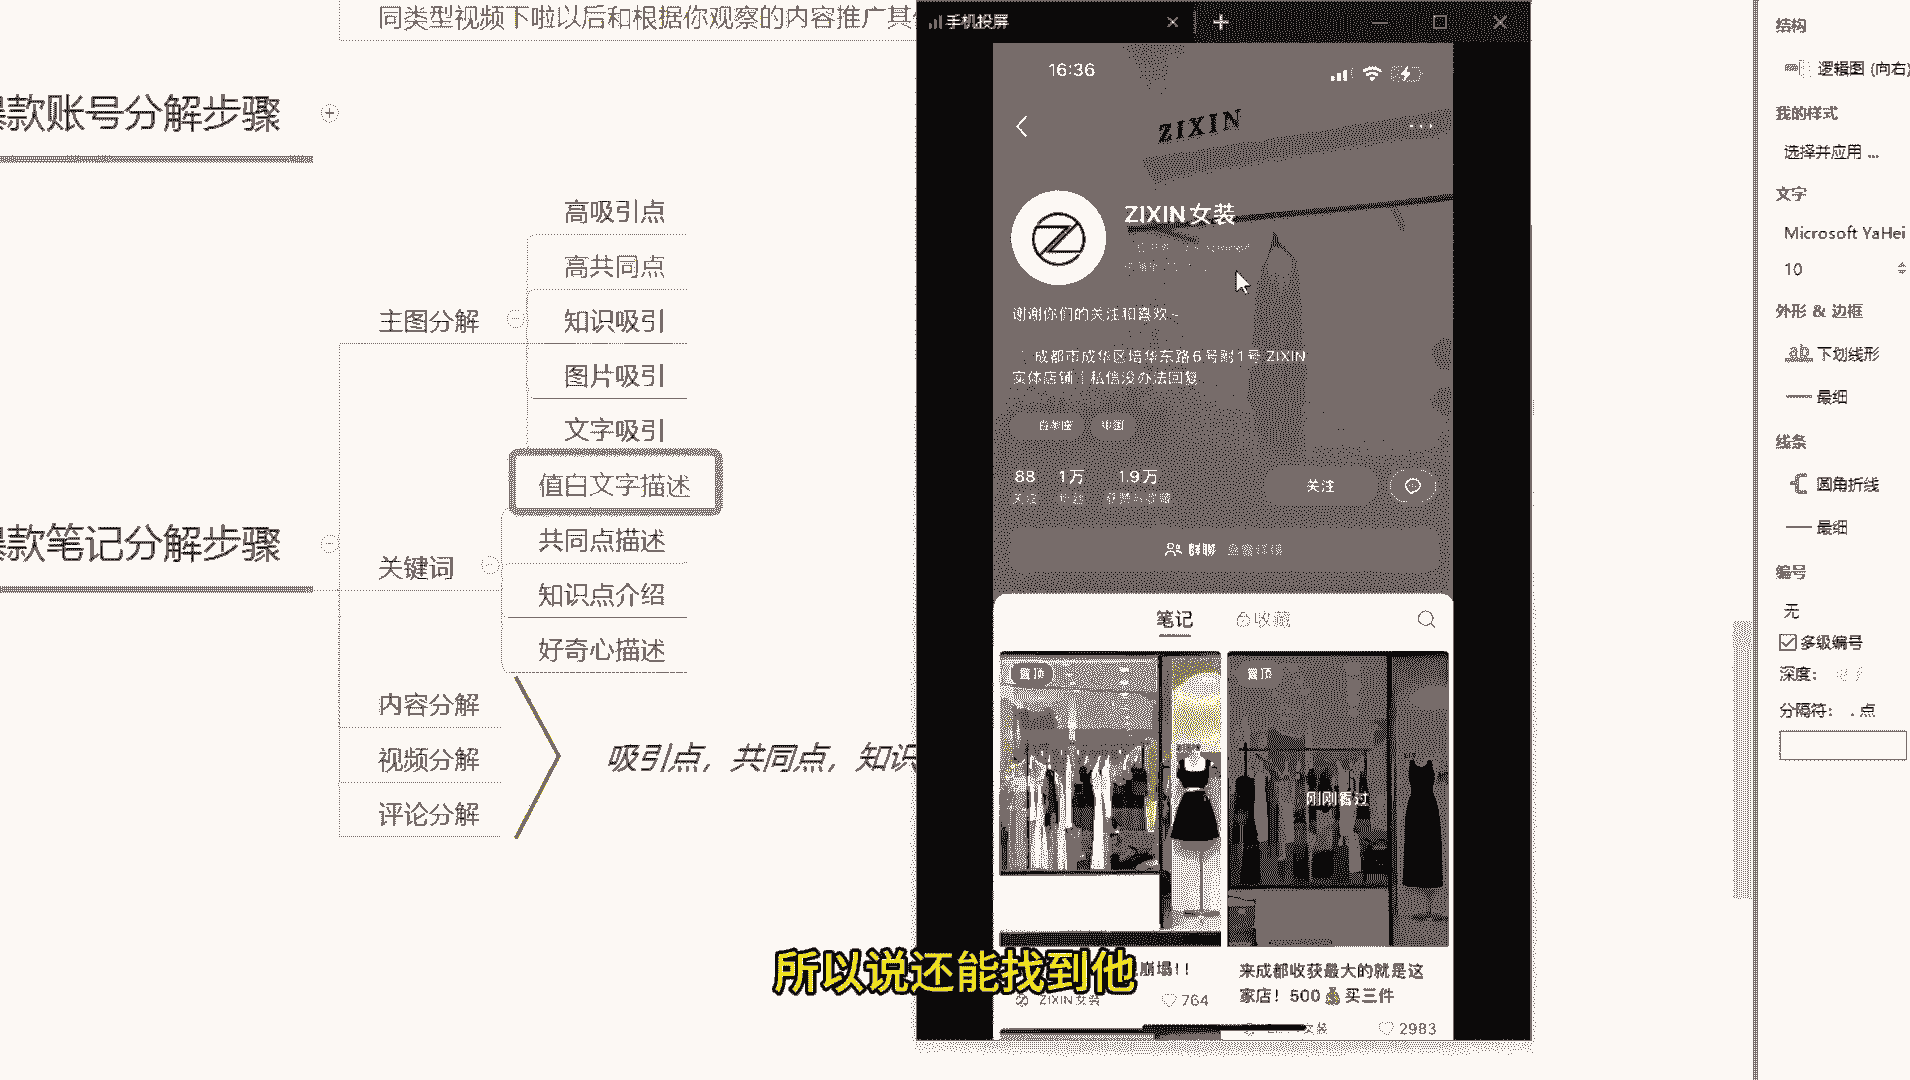 同类型视频下啦以后和根据你观察的内容推广其
爆款账号分解步骤
高吸引点
高共同点
主图分解
知识吸引
图片吸引
文字吸引
值白文字描述
共同点描述
爆款笔记分解步骤
关键词
知识点介绍
好奇心描述
内容分解
视频分解
评论分解
吸引点，共同点，知识
手机投屏
16:36
ZIXIN
ZIXIN女装
谢谢你们的关注和喜欢~
成都市成华区培华东路6号附1号 ZIXIN
实体店铺｜私信没办法回复
88 1万 1.9万
关注
群聊
笔记
收藏
置顶
置顶
刚刚看过
崩塌!!
ZIXIN女装
764
来成都收获最大的就是这
家店！500💰买三件
女装
2983
所以说还能找到他
结构
逻辑图 (向右)
我的样式
选择并应用 ...
文字
Microsoft YaHei
10
外形 & 边框
ab 下划线形
最细
线条
圆角折线
最细
编号
无
多级编号
深度：
分隔符： . 点